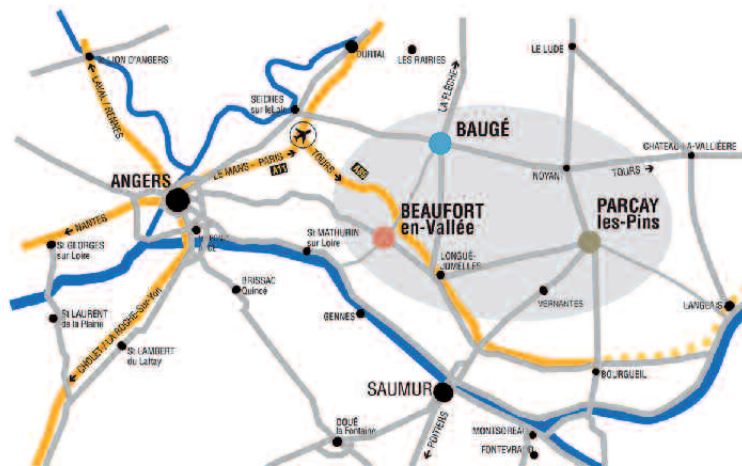 LE LION D'ANGERS
DURTAL
LES RAIRIES
LE LUDE
LA FLÈCHE
LAVAL / RENNES
SEICHES
sur le Loir
BAUGÉ
CHATEAU-LA-VALLIÈERE
LE MANS - PARIS
A11
TOURS
NOYANT
TOURS
ANGERS
PARCAY
les-Pins
NANTES
BEAUFORT
en-Vallée
St MATHURIN
sur Loire
St GEORGES
sur Loire
LONGUÉ-
JUMELLES
BRISSAC
Quincé
VERNANTES
LANGEAIS
St LAURENT
de la Plaine
GENNES
CHOLET / LA ROCHE-Sur-Yon
St LAMBERT
du Lattay
BOURGUEIL
SAUMUR
DOUÉ
la Fontaine
POITIERS
MONTSOREAU
FONTEVRAUD